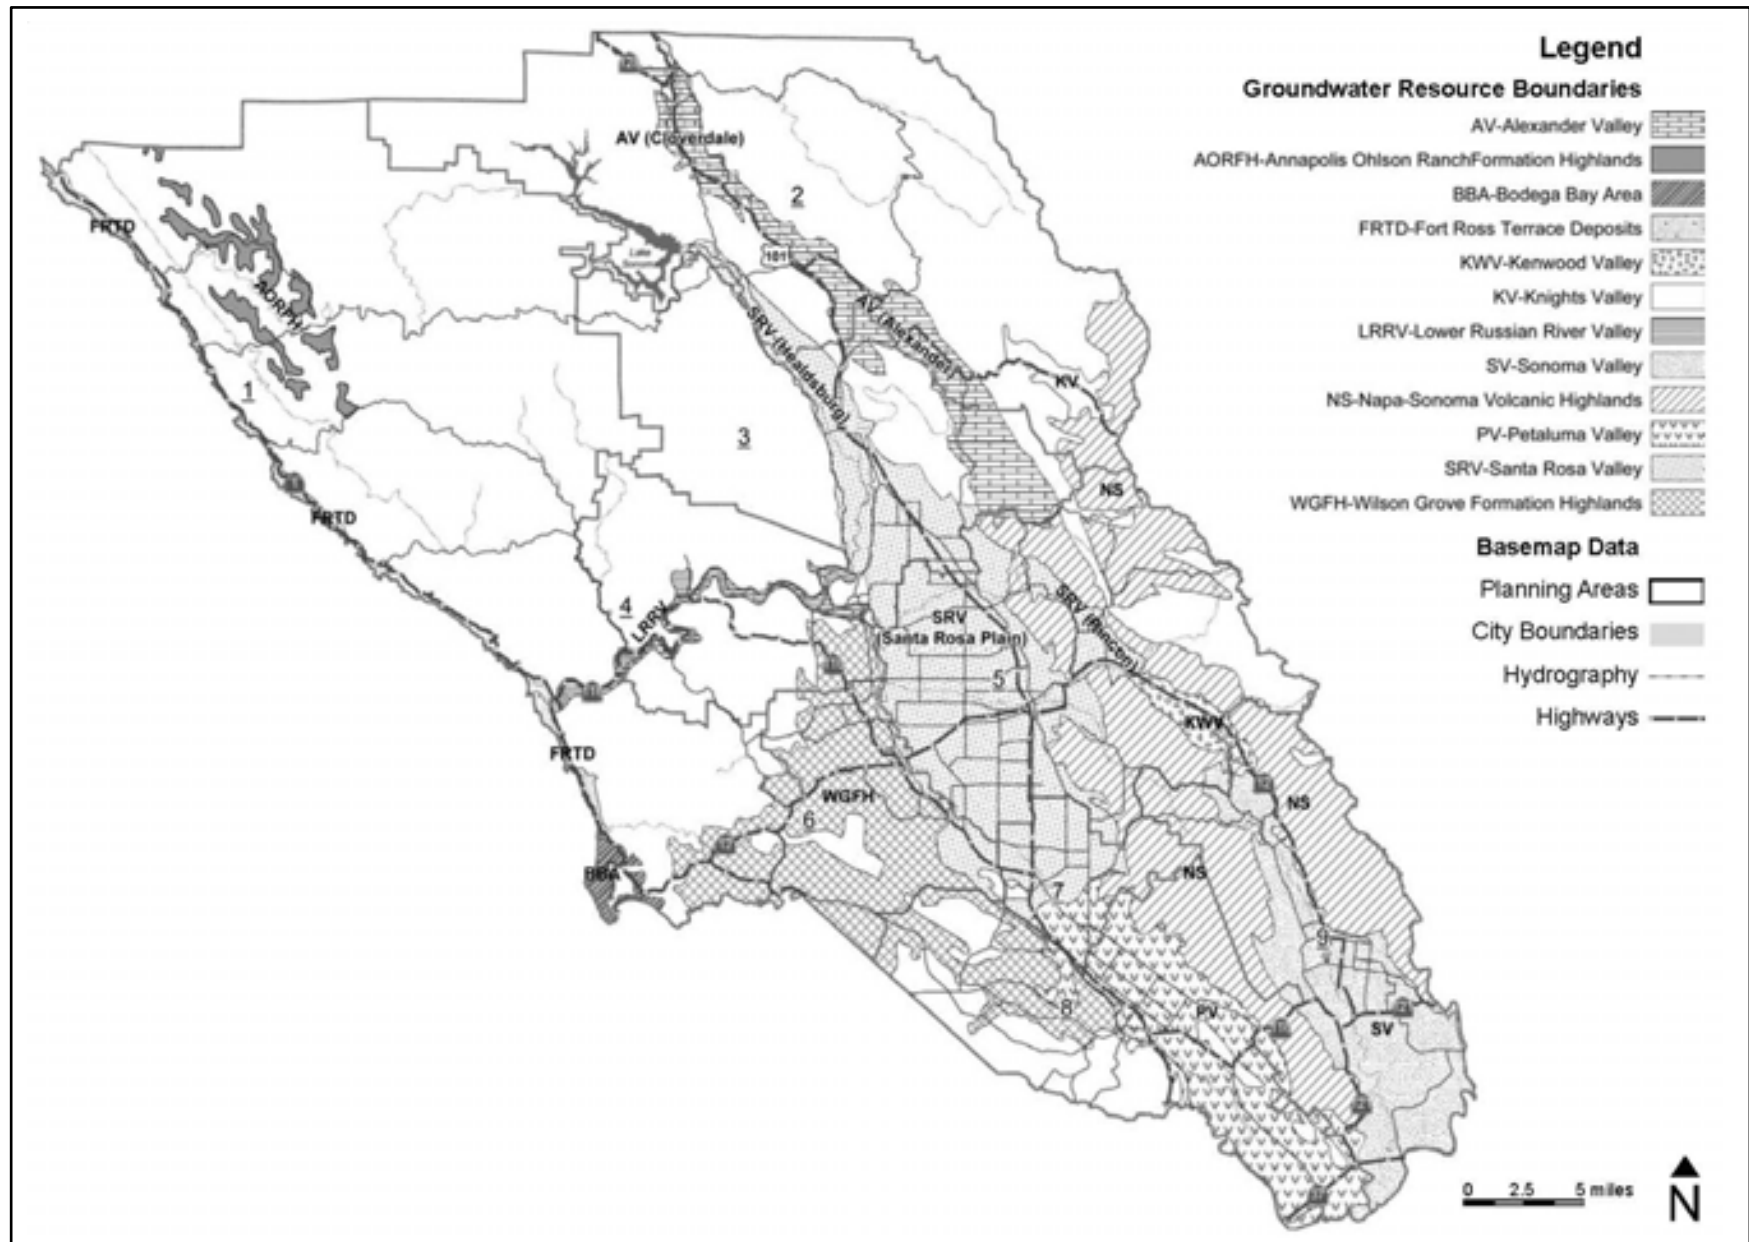 Legend
Groundwater Resource Boundaries
AV-Alexander Valley
AORFH-Annapolis Ohlson RanchFormation Highlands
BBA-Bodega Bay Area
FRTD-Fort Ross Terrace Deposits
KWV-Kenwood Valley
KV-Knights Valley
LRRV-Lower Russian River Valley
SV-Sonoma Valley
NS-Napa-Sonoma Volcanic Highlands
PV-Petaluma Valley
SRV-Santa Rosa Valley
WGFH-Wilson Grove Formation Highlands
Basemap Data
Planning Areas
City Boundaries
Hydrography
Highways
AV (Cloverdale)
2
FRTD
Lake
101
AORFH
SRV (Healdsburg)
AV (Alexander)
KV
1
3
NS
FRTD
4
LRRV
SRV
(Santa Rosa Plain)
SRV (Rincon)
5
KWV
FRTD
WGFH
6
NS
BBA
NS
7
9
8
PV
SV
0 2.5 5 miles
N